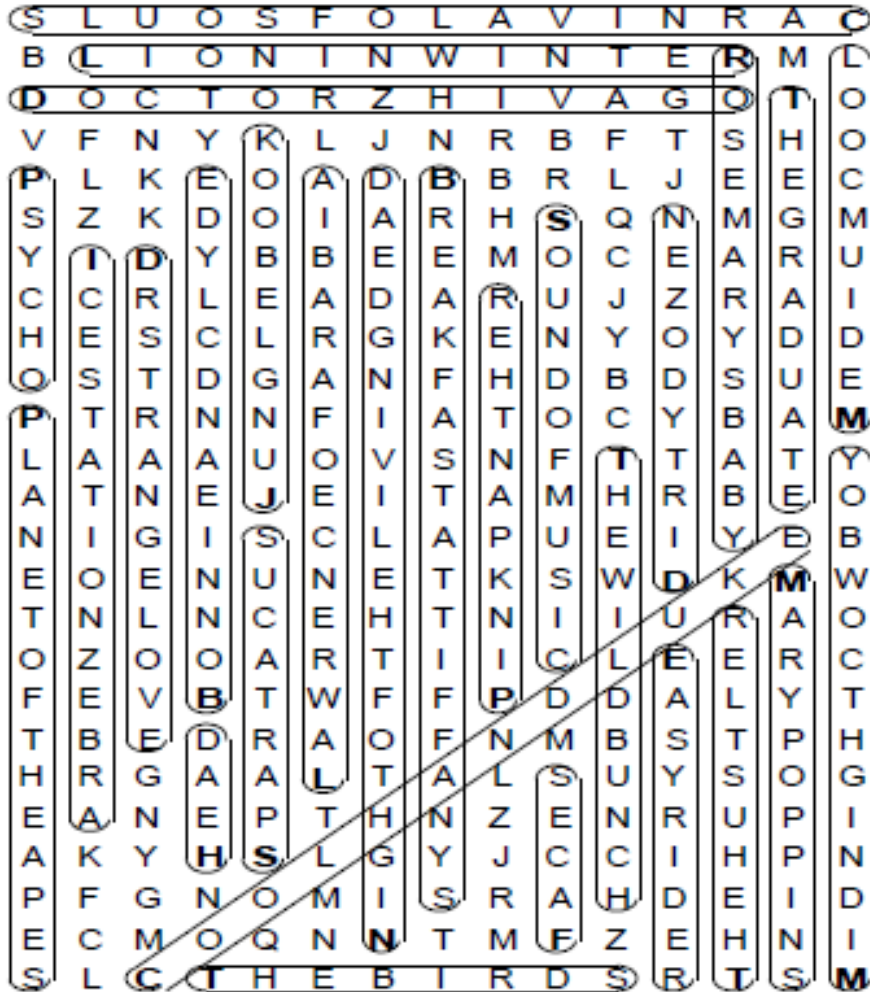 S L U O S F O L A V I N R A C
B L I O N I N W I N T E R M L
D O C T O R Z H I V A G O T O
V F N Y K L J N R B F T S H O
P L K E O A D B B R L J E E C
S Z K D O I A R H S Q N M G M
Y I D Y B B E E M O C E A R U
C C R L E A D A R U J Z R A I
H E S C L R G K E N Y O Y D D
O S T D G A N F H D B D S U E
P T R N N F I A T O C Y B A M
L A A A U O V S N F T T A T Y
A T N E J E I T A M H R B E O
N I G I S C L A P U E I Y E B
E O E N U N E T K S W D K M W
T N L N C E H T N I I U R A O
O Z O O A R T I I C L E E R C
F E V B T W F F P D D A L Y T
T B E D R A O F N M B S T P H
H R G A A L T A L S U Y S O G
E A N E P T H N Z E N R U P I
A K Y H S L G Y J C C I H P N
P F G N O M I S R A H D E I D
E C M O Q N N T M F Z E H N I
S L C T H E B I R D S R T S M